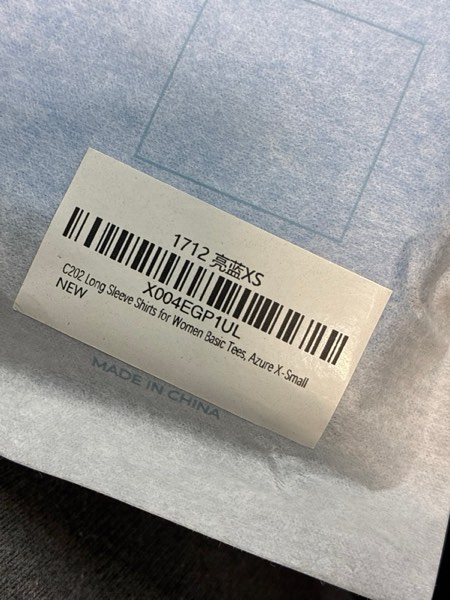 1712 亮蓝XS
X004EGP1UL
C202 Long Sleeve Shirts for Women Basic Tees, Azure X-Small
NEW
MADE IN CHINA